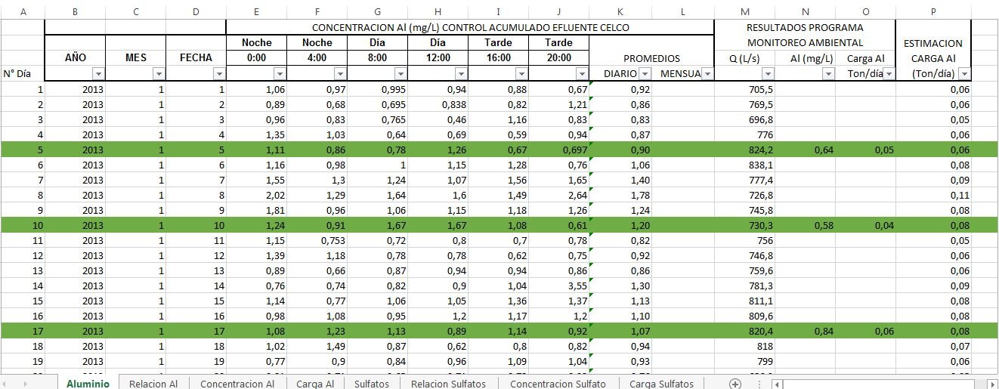 A B C D E F G H I J K L M N O P
CONCENTRACION Al (mg/L) CONTROL ACUMULADO EFLUENTE CELCO RESULTADOS PROGRAMA
Noche Noche Día Día Tarde Tarde MONITOREO AMBIENTAL ESTIMACION
AÑO MES FECHA 0:00 4:00 8:00 12:00 16:00 20:00 PROMEDIOS Q (L/s) Al (mg/L) Carga Al CARGA Al
N° Día DIARIO MENSUA Ton/día (Ton/día)
1 2013 1 1 1,06 0,97 0,995 0,94 0,88 0,67 0,92 705,5 0,06
2 2013 1 2 0,89 0,68 0,695 0,838 0,82 1,21 0,86 769,5 0,06
3 2013 1 3 0,96 0,83 0,765 0,46 1,16 0,83 0,83 696,8 0,05
4 2013 1 4 1,35 1,03 0,64 0,69 0,59 0,94 0,87 776 0,06
5 2013 1 5 1,11 0,86 0,78 1,26 0,67 0,697 0,90 824,2 0,64 0,05 0,06
6 2013 1 6 1,16 0,98 1 1,15 1,28 0,76 1,06 838,1 0,08
7 2013 1 7 1,55 1,3 1,24 1,07 1,56 1,65 1,40 777,4 0,09
8 2013 1 8 2,02 1,29 1,64 1,6 1,49 2,64 1,78 726,8 0,11
9 2013 1 9 1,81 0,96 1,06 1,15 1,18 1,26 1,24 745,8 0,08
10 2013 1 10 1,24 0,91 1,67 1,67 1,08 0,61 1,20 730,3 0,58 0,04 0,08
11 2013 1 11 1,15 0,753 0,72 0,8 0,7 0,78 0,82 756 0,05
12 2013 1 12 1,39 1,18 0,78 0,78 0,62 0,75 0,92 746,8 0,06
13 2013 1 13 0,89 0,66 0,87 0,94 0,94 0,86 0,86 759,6 0,06
14 2013 1 14 0,76 0,74 0,82 0,9 1,04 3,55 1,30 781,3 0,09
15 2013 1 15 1,14 0,77 1,06 1,05 1,36 1,37 1,13 811,1 0,08
16 2013 1 16 0,98 1,08 0,95 1,2 1,17 1,2 1,10 809,6 0,08
17 2013 1 17 1,08 1,23 1,13 0,89 1,14 0,92 1,07 820,4 0,84 0,06 0,08
18 2013 1 18 1,02 1,49 0,87 0,62 0,8 0,82 0,94 818 0,07
19 2013 1 19 0,77 0,9 0,84 0,96 1,09 1,04 0,93 799 0,06
Aluminio Relacion Al Concentracion Al Carga Al Sulfatos Relacion Sulfatos Concentracion Sulfato Carga Sulfatos